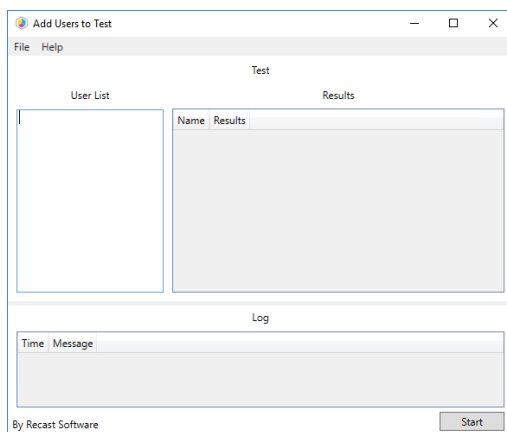 Add Users to Test
File Help
Test
User List Results
Name Results
Log
Time Message
By Recast Software Start